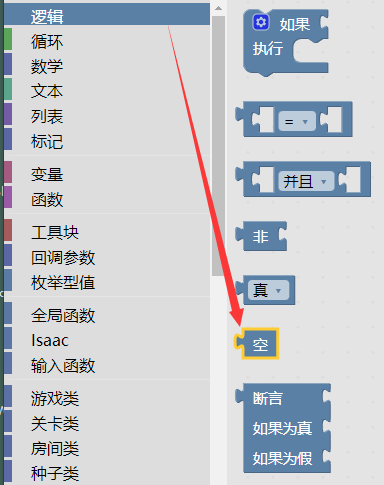 逻辑
循环
数学
文本
列表
标记
变量
函数
工具块
回调参数
枚举型值
全局函数
Isaac
输入函数
游戏类
关卡类
房间类
种子类
如果
执行
=
并且
非
真
空
断言
如果为真
如果为假